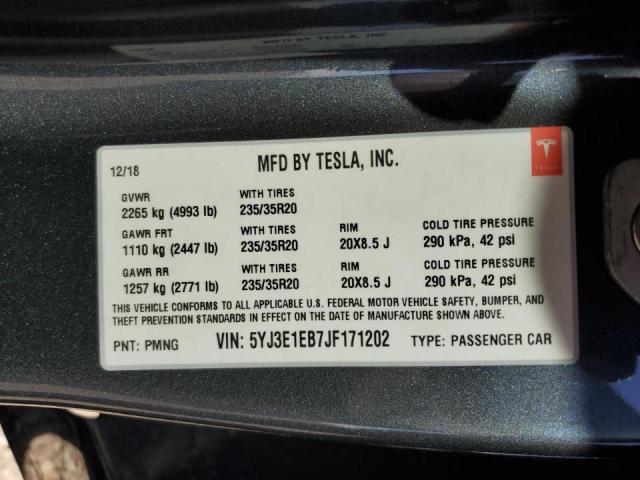 MFD BY TESLA, INC
12/18 MFD BY TESLA, INC.
GVWR WITH TIRES
2265 kg (4993 lb) 235/35R20
GAWR FRT WITH TIRES RIM COLD TIRE PRESSURE
1110 kg (2447 lb) 235/35R20 20X8.5 J 290 kPa, 42 psi
GAWR RR WITH TIRES RIM COLD TIRE PRESSURE
1257 kg (2771 lb) 235/35R20 20X8.5 J 290 kPa, 42 psi
THIS VEHICLE CONFORMS TO ALL APPLICABLE U.S. FEDERAL MOTOR VEHICLE SAFETY, BUMPER, AND
THEFT PREVENTION STANDARDS IN EFFECT ON THE DATE OF MANUFACTURE SHOWN ABOVE.
PNT: PMNG VIN: 5YJ3E1EB7JF171202 TYPE: PASSENGER CAR